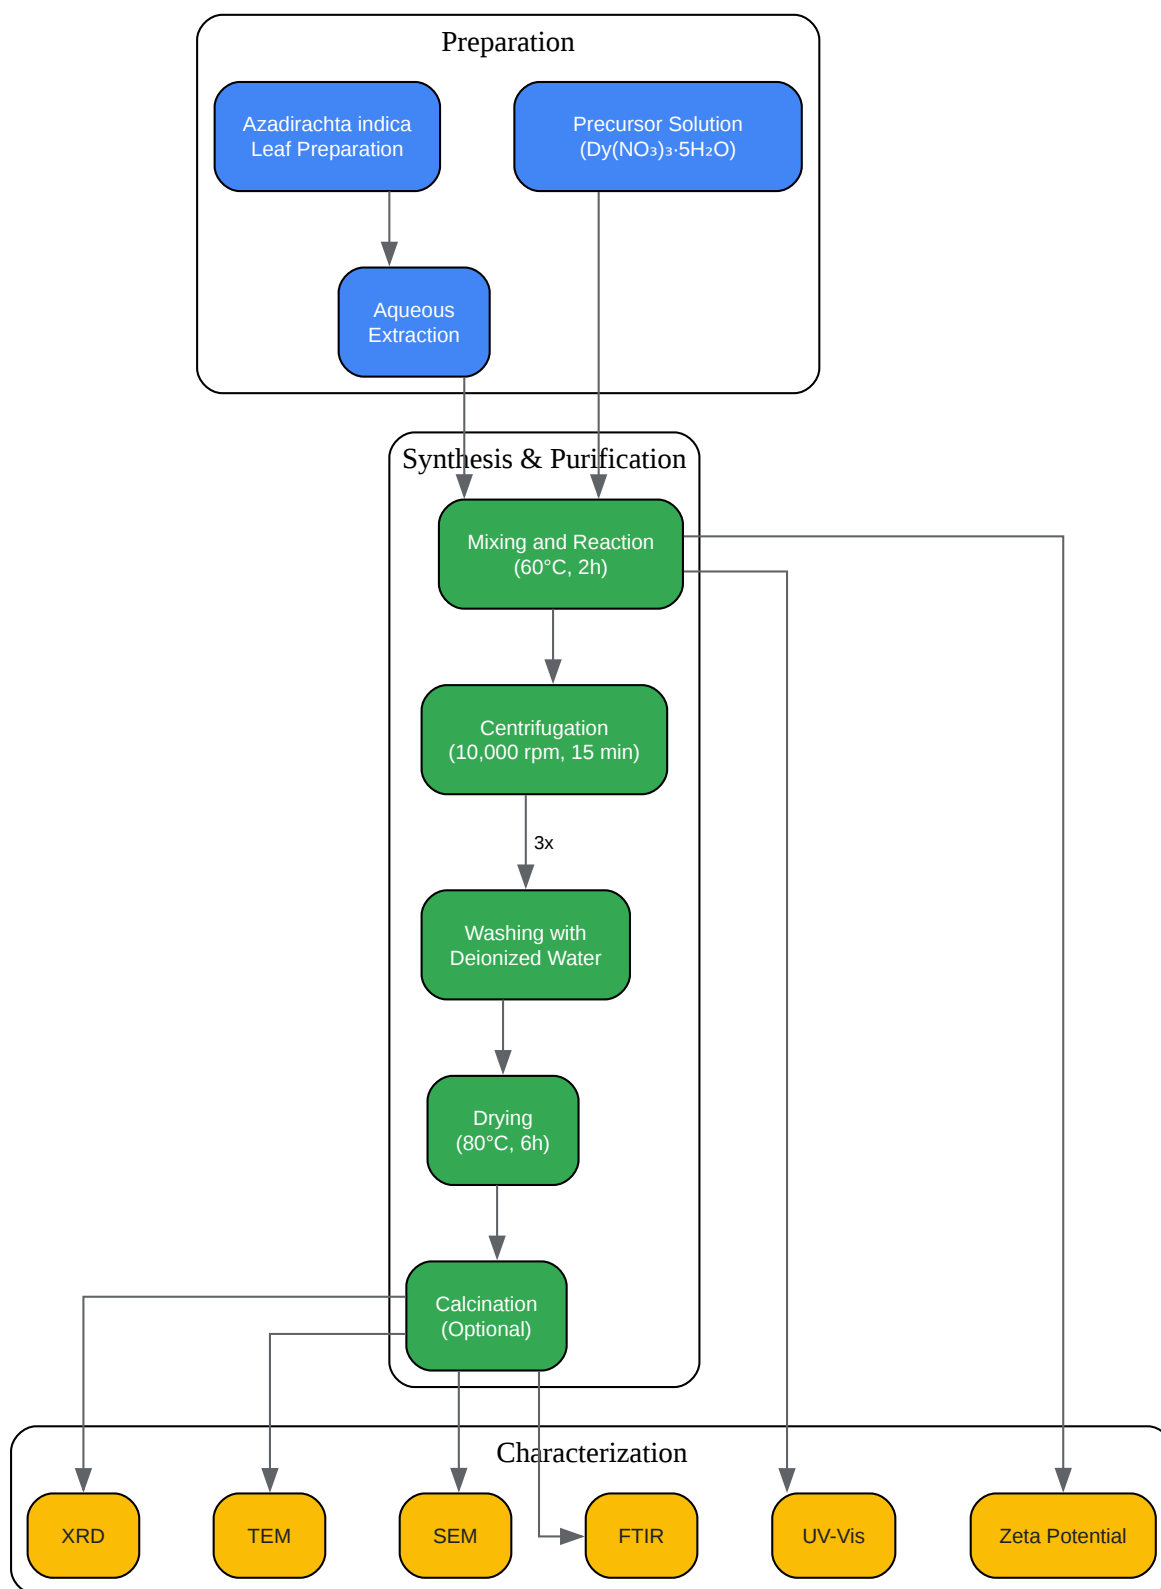 Preparation
Azadirachta indica
Leaf Preparation
Precursor Solution
(Dy(NO₃)₃·5H₂O)
Aqueous
Extraction
Synthesis & Purification
Mixing and Reaction
(60°C, 2h)
Centrifugation
(10,000 rpm, 15 min)
3x
Washing with
Deionized Water
Drying
(80°C, 6h)
Calcination
(Optional)
Characterization
XRD
TEM
SEM
FTIR
UV-Vis
Zeta Potential